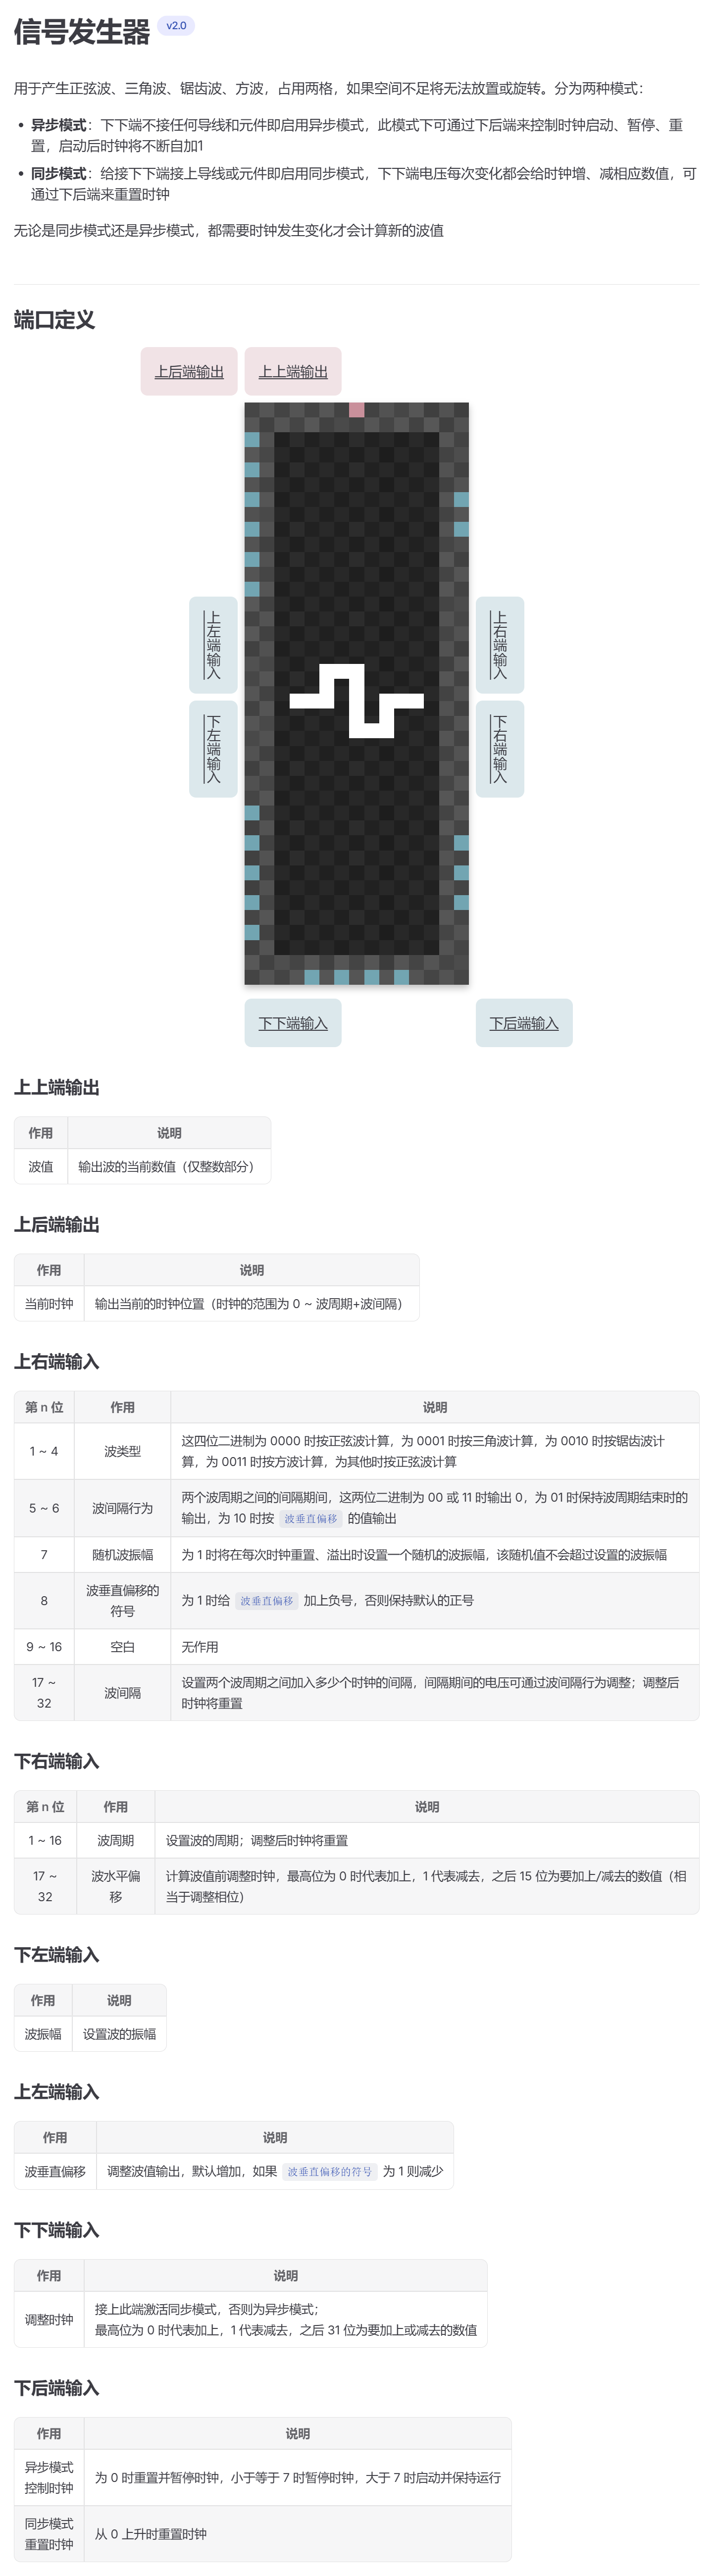 信号发生器 v2.0
用于产生正弦波、三角波、锯齿波、方波，占用两格，如果空间不足将无法放置或旋转。分为两种模式：
• 异步模式：下下端不接任何导线和元件即启用异步模式，此模式下可通过下后端来控制时钟启动、暂停、重
置，启动后时钟将不断自加1
• 同步模式：给接下下端接上导线或元件即启用同步模式，下下端电压每次变化都会给时钟增、减相应数值，可
通过下后端来重置时钟
无论是同步模式还是异步模式，都需要时钟发生变化才会计算新的波值
端口定义
上后端输出 上上端输出
上左端输入 上右端输入
下左端输入 下右端输入
下下端输入 下后端输入
上上端输出
作用 说明
波值 输出波的当前数值（仅整数部分）
上后端输出
作用 说明
当前时钟 输出当前的时钟位置（时钟的范围为 0 ~ 波周期+波间隔）
上右端输入
第 n 位 作用 说明
1 ~ 4 波类型 这四位二进制为 0000 时按正弦波计算，为 0001 时按三角波计算，为 0010 时按锯齿波计
算，为 0011 时按方波计算，为其他时按正弦波计算
5 ~ 6 波间隔行为 两个波周期之间的间隔期间，这两位二进制为 00 或 11 时输出 0，为 01 时保持波周期结束时的
输出，为 10 时按 波垂直偏移 的值输出
7 随机波振幅 为 1 时将在每次时钟重置、溢出时设置一个随机的波振幅，该随机值不会超过设置的波振幅
8 波垂直偏移的
符号 为 1 时给 波垂直偏移 加上负号，否则保持默认的正号
9 ~ 16 空白 无作用
17 ~
32 波间隔 设置两个波周期之间加入多少个时钟的间隔，间隔期间的电压可通过波间隔行为调整；调整后
时钟将重置
下右端输入
第 n 位 作用 说明
1 ~ 16 波周期 设置波的周期；调整后时钟将重置
17 ~
32 波水平偏
移 计算波值前调整时钟，最高位为 0 时代表加上，1 代表减去，之后 15 位为要加上/减去的数值（相
当于调整相位）
下左端输入
作用 说明
波振幅 设置波的振幅
上左端输入
作用 说明
波垂直偏移 调整波值输出，默认增加，如果 波垂直偏移的符号 为 1 则减少
下下端输入
作用 说明
调整时钟 接上此端激活同步模式，否则为异步模式；
最高位为 0 时代表加上，1 代表减去，之后 31 位为要加上或减去的数值
下后端输入
作用 说明
异步模式
控制时钟 为 0 时重置并暂停时钟，小于等于 7 时暂停时钟，大于 7 时启动并保持运行
同步模式
重置时钟 从 0 上升时重置时钟